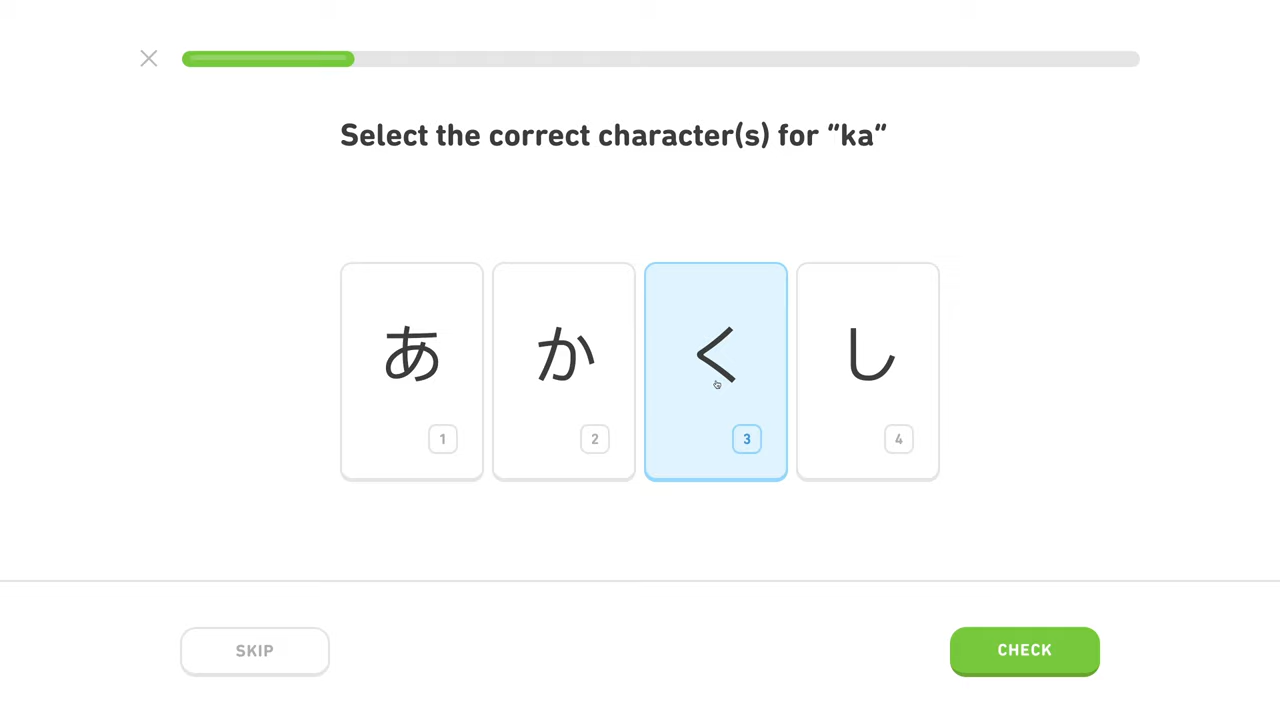 Select the correct character(s) for "ka"
あ か く し
1 2 3 4
SKIP CHECK